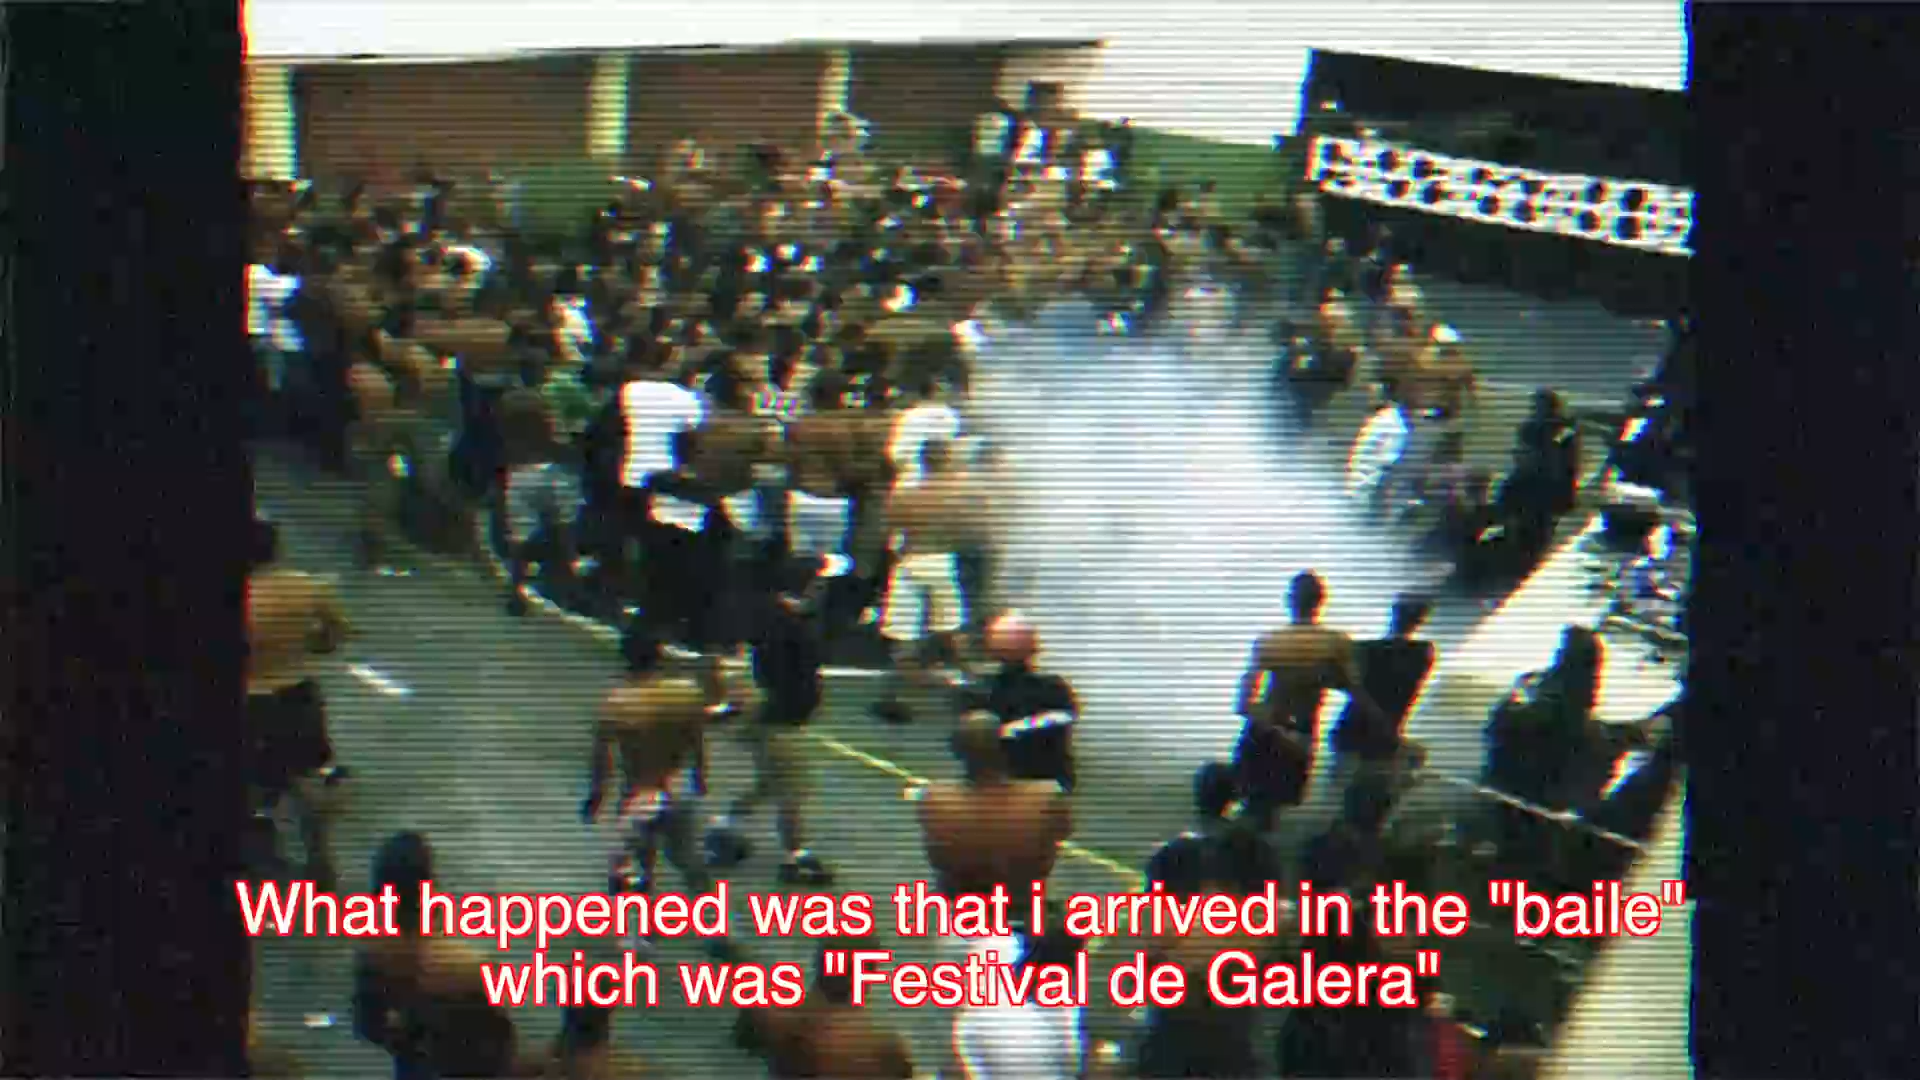 What happened was that i arrived in the "baile"
which was "Festival de Galera"